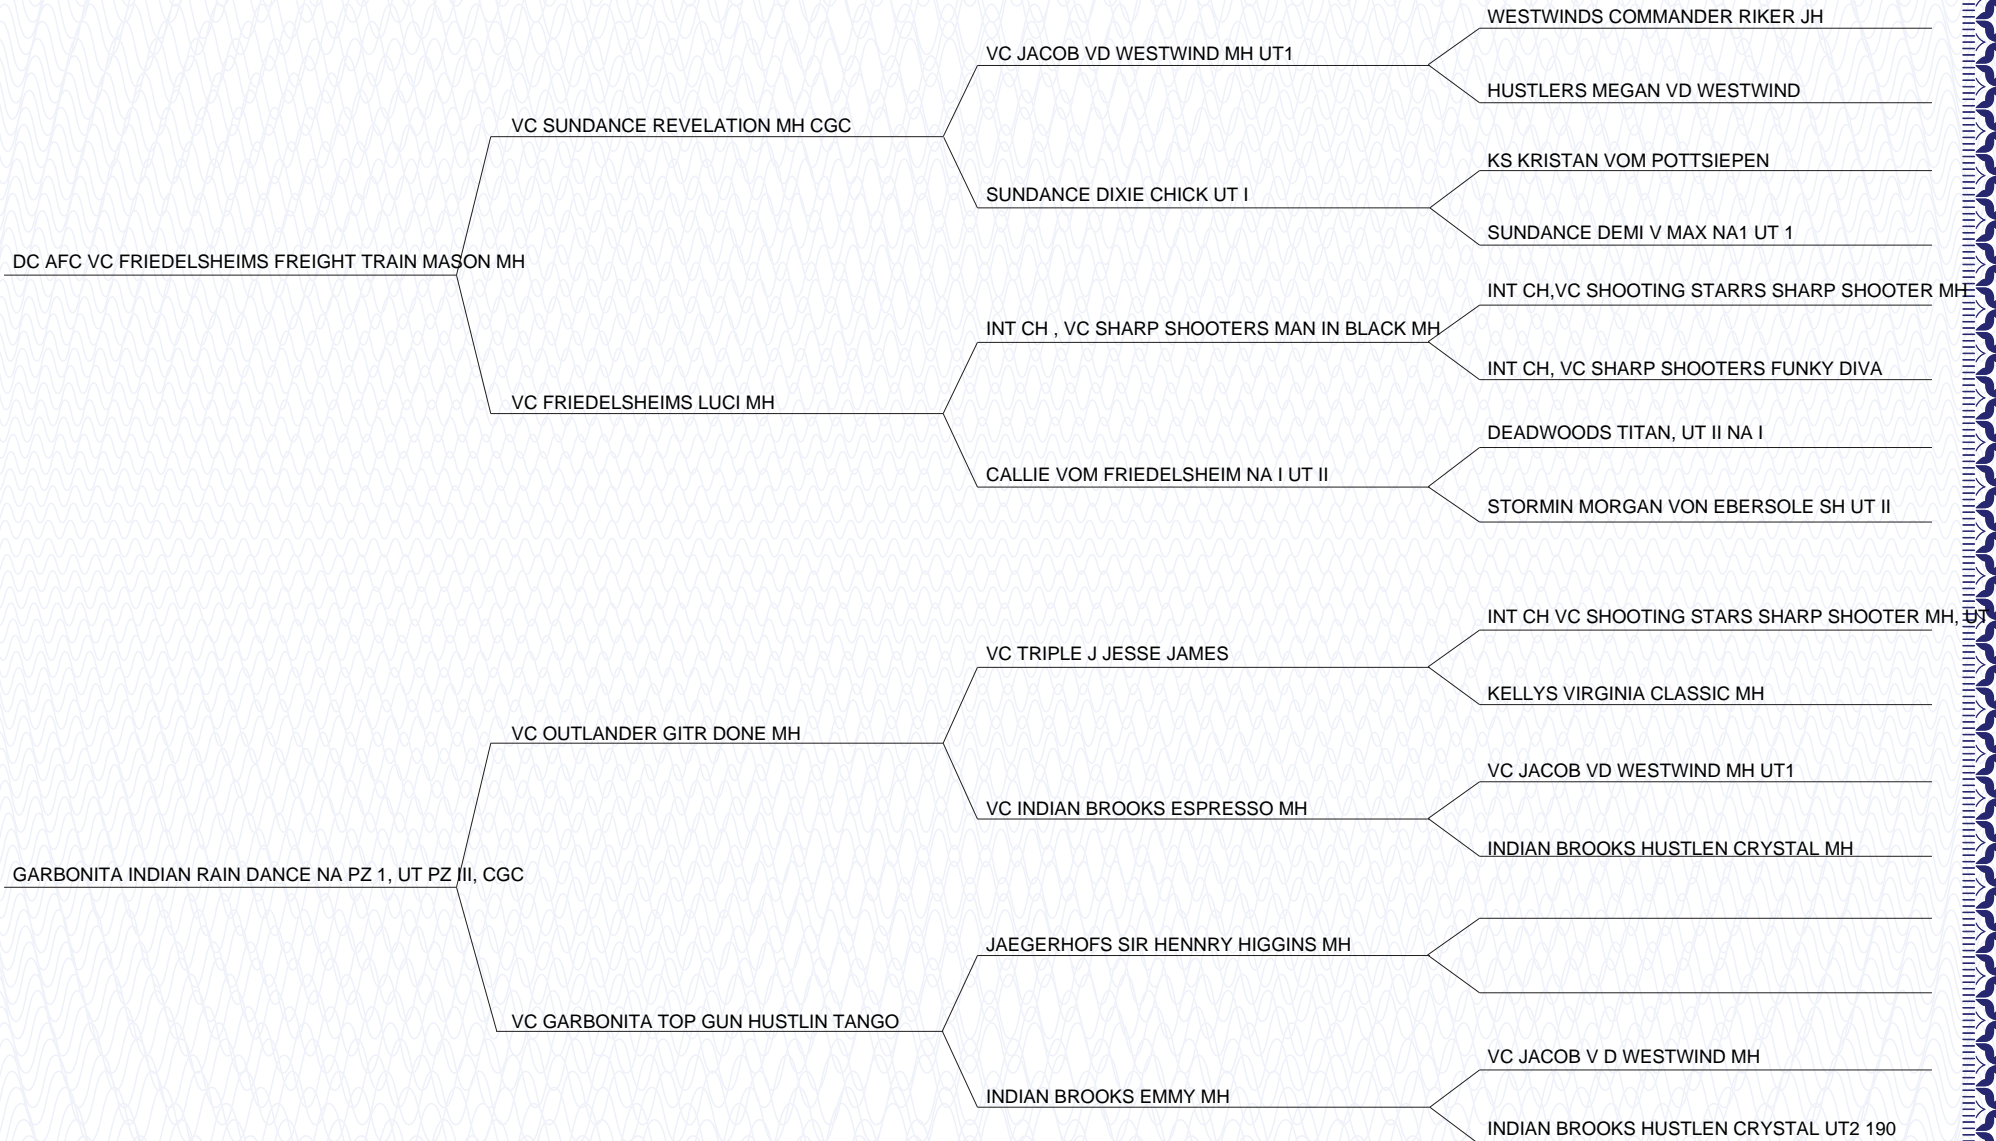 WESTWINDS COMMANDER RIKER JH
VC JACOB VD WESTWIND MH UT1
HUSTLERS MEGAN VD WESTWIND
VC SUNDANCE REVELATION MH CGC
KS KRISTAN VOM POTTSIEPEN
SUNDANCE DIXIE CHICK UT I
SUNDANCE DEMI V MAX NA1 UT 1
DC AFC VC FRIEDELSHEIMS FREIGHT TRAIN MASON MH
INT CH,VC SHOOTING STARRS SHARP SHOOTER MH
INT CH , VC SHARP SHOOTERS MAN IN BLACK MH
INT CH, VC SHARP SHOOTERS FUNKY DIVA
VC FRIEDELSHEIMS LUCI MH
DEADWOODS TITAN, UT II NA I
CALLIE VOM FRIEDELSHEIM NA I UT II
STORMIN MORGAN VON EBERSOLE SH UT II
INT CH VC SHOOTING STARS SHARP SHOOTER MH, UT
VC TRIPLE J JESSE JAMES
KELLYS VIRGINIA CLASSIC MH
VC OUTLANDER GITR DONE MH
VC JACOB VD WESTWIND MH UT1
VC INDIAN BROOKS ESPRESSO MH
INDIAN BROOKS HUSTLEN CRYSTAL MH
GARBONITA INDIAN RAIN DANCE NA PZ 1, UT PZ III, CGC
JAEGERHOFS SIR HENNRY HIGGINS MH
VC GARBONITA TOP GUN HUSTLIN TANGO
VC JACOB V D WESTWIND MH
INDIAN BROOKS EMMY MH
INDIAN BROOKS HUSTLEN CRYSTAL UT2 190